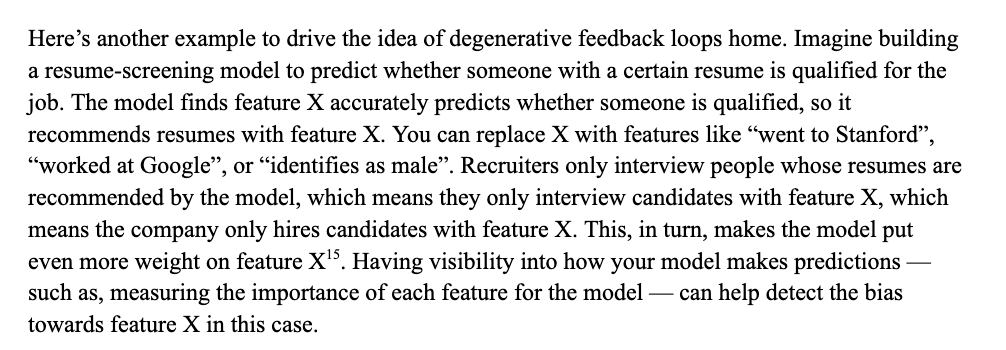 Here’s another example to drive the idea of degenerative feedback loops home. Imagine building
a resume-screening model to predict whether someone with a certain resume is qualified for the
job. The model finds feature X accurately predicts whether someone is qualified, so it
recommends resumes with feature X. You can replace X with features like “went to Stanford”,
“worked at Google”, or “identifies as male”. Recruiters only interview people whose resumes are
recommended by the model, which means they only interview candidates with feature X, which
means the company only hires candidates with feature X. This, in turn, makes the model put
even more weight on feature X¹⁵. Having visibility into how your model makes predictions —
such as, measuring the importance of each feature for the model — can help detect the bias
towards feature X in this case.